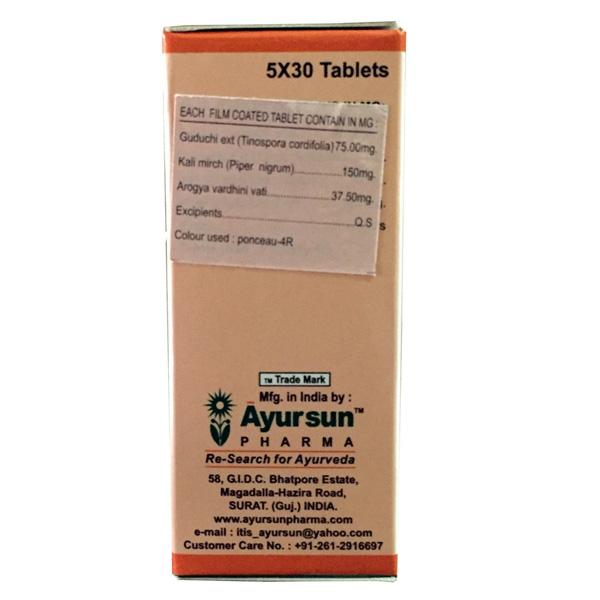 5X30 Tablets
EACH FILM COATED TABLET CONTAIN IN MG :
Guduchi ext (Tinospora cordifolia)75.00mg.
Kali mirch (Piper nigrum)....................150mg.
Arogya vardhini vati.........................37.50mg.
Excipients.........................................Q.S
Colour used : ponceau-4R
TM Trade Mark
Mfg. in India by :
Āyursun™
PHARMA
Re-Search for Ayurveda
58, G.I.D.C. Bhatpore Estate,
Magadalla-Hazira Road,
SURAT. (Guj.) INDIA.
www.ayursunpharma.com
e-mail : itis_ayursun@yahoo.com
Customer Care No. : +91-261-2916697